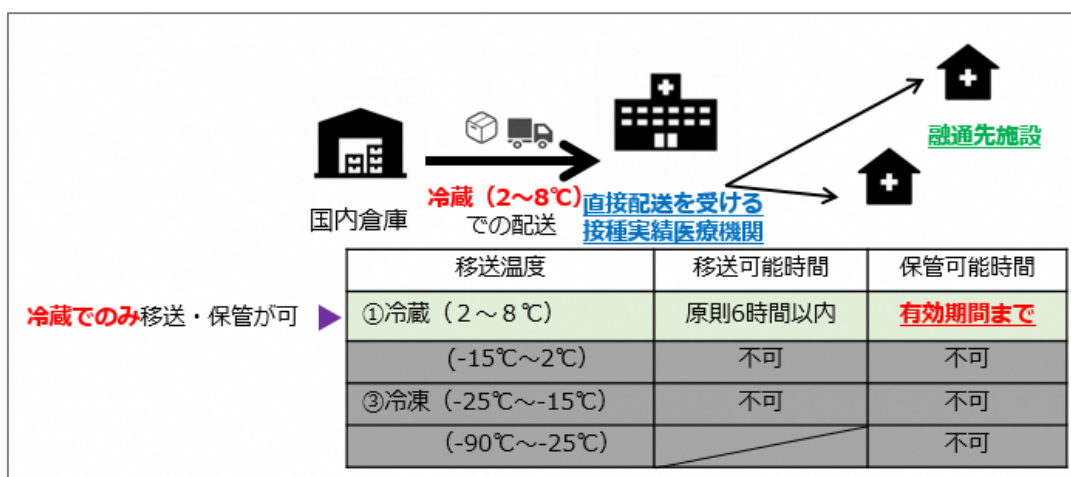 融通先施設
冷蔵（2～8℃）
での配送
国内倉庫
直接配送を受ける
接種実績医療機関
移送温度 移送可能時間 保管可能時間
冷蔵でのみ移送・保管が可
①冷蔵（2～8℃） 原則6時間以内 有効期間まで
(-15℃～2℃) 不可 不可
③冷凍（-25℃～-15℃） 不可 不可
(-90℃～-25℃) 不可